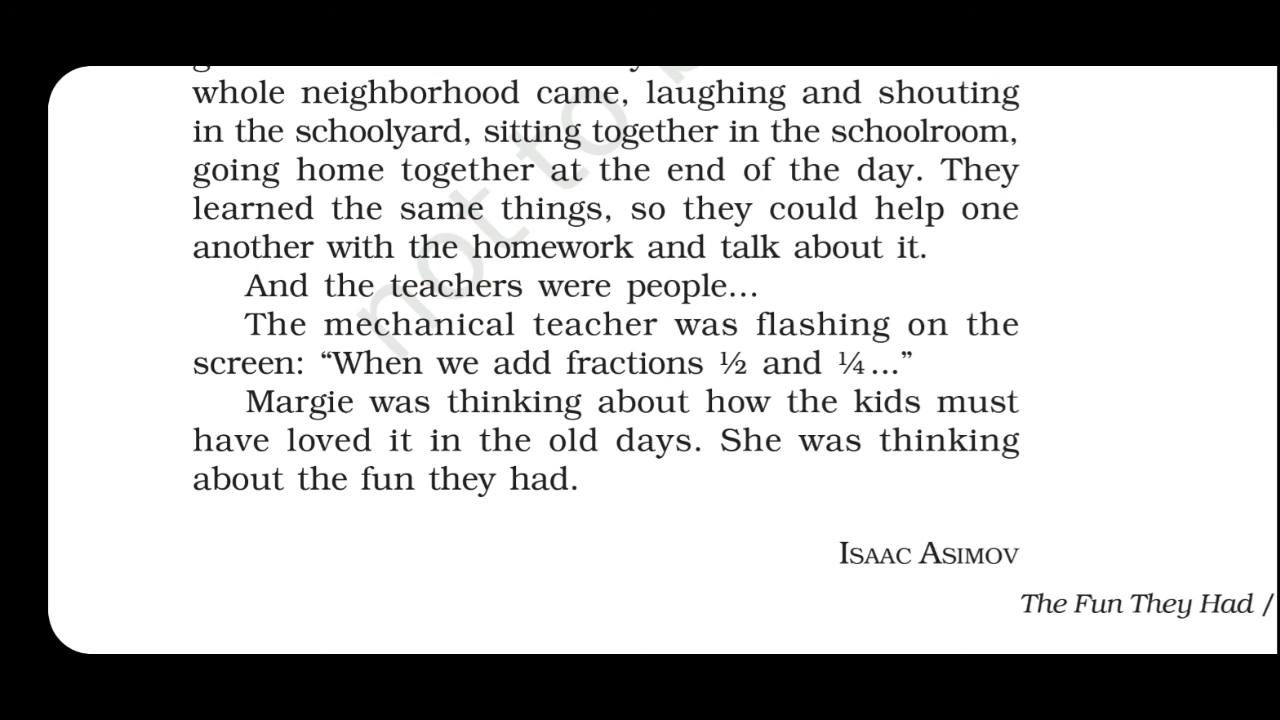 whole neighborhood came, laughing and shouting
in the schoolyard, sitting together in the schoolroom,
going home together at the end of the day. They
learned the same things, so they could help one
another with the homework and talk about it.
And the teachers were people...
The mechanical teacher was flashing on the
screen: “When we add fractions ½ and ¼...”
Margie was thinking about how the kids must
have loved it in the old days. She was thinking
about the fun they had.
ISAAC ASIMOV
The Fun They Had /
not to